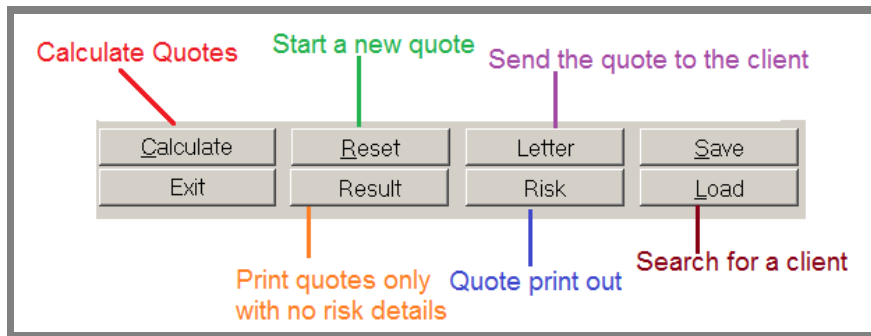 Calculate Quotes
Start a new quote
Send the quote to the client
Calculate
Reset
Letter
Save
Exit
Result
Risk
Load
Print quotes only
with no risk details
Quote print out
Search for a client